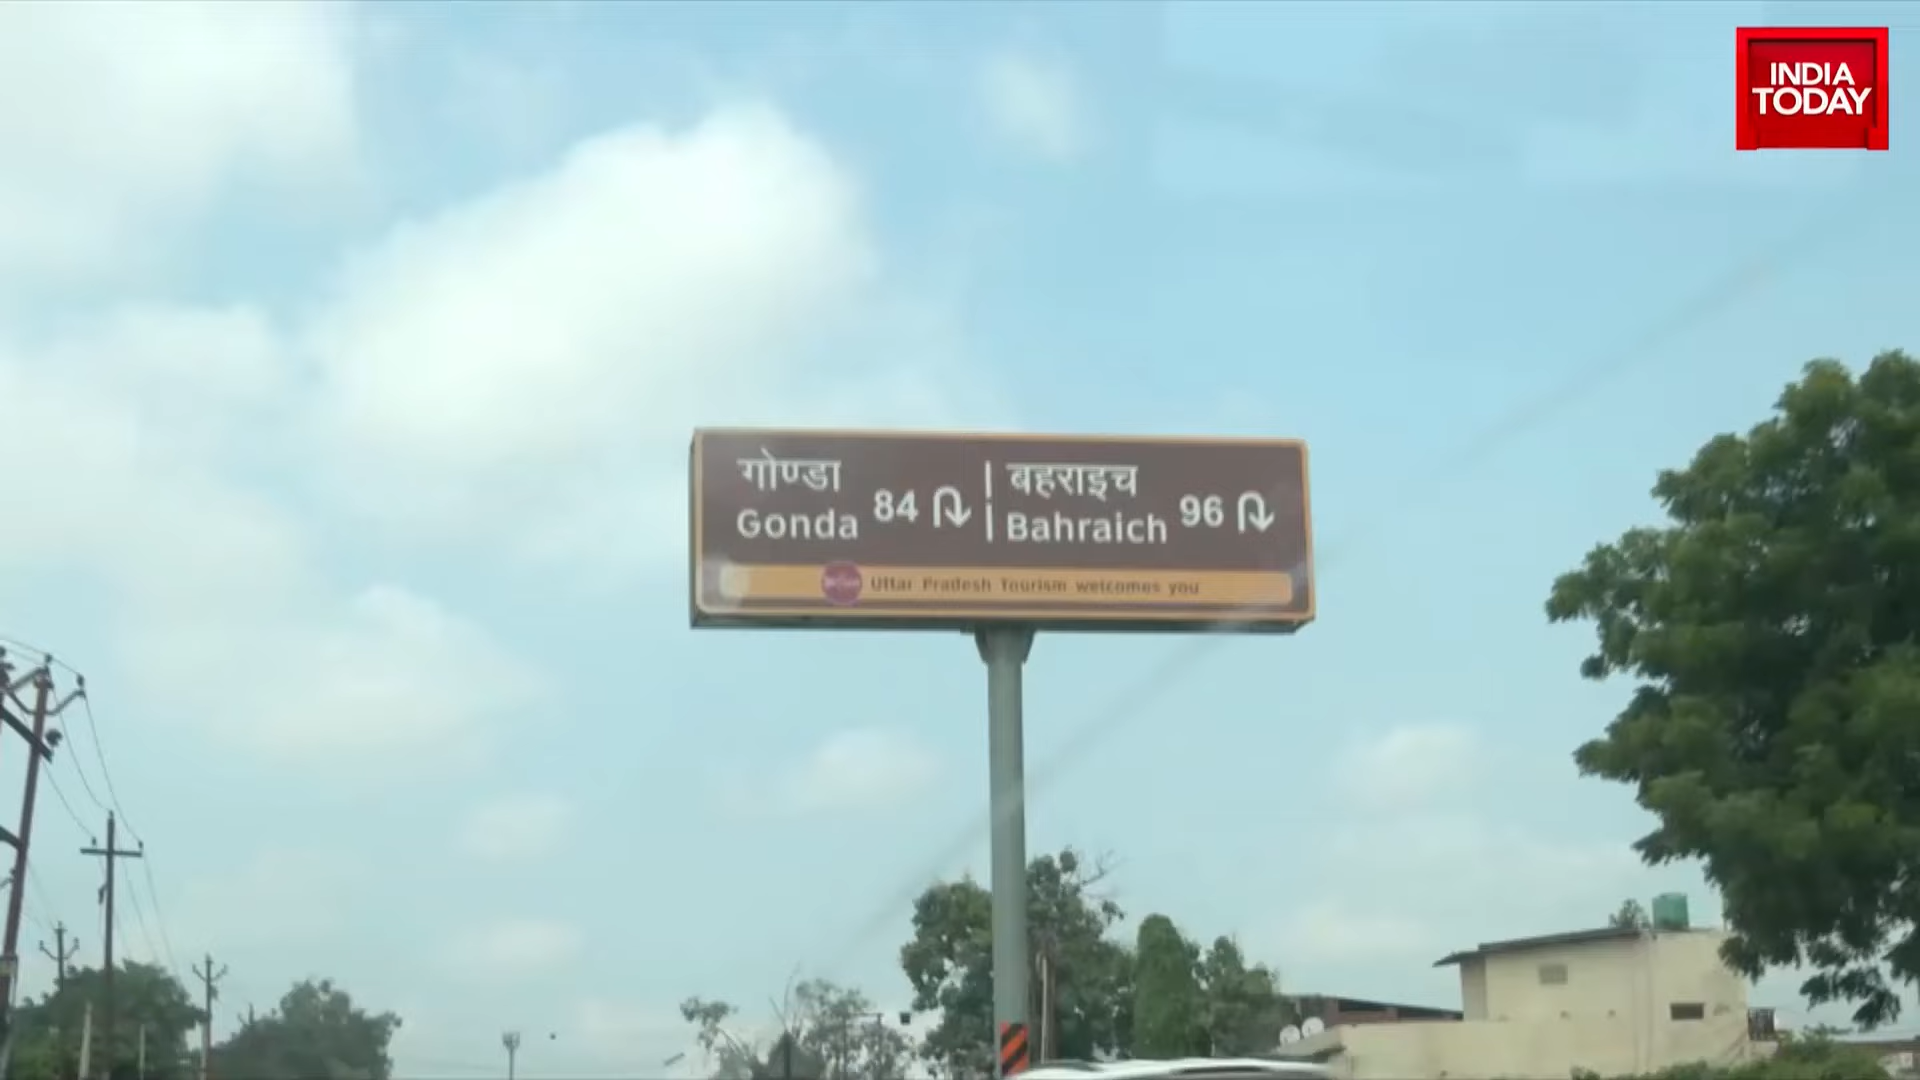 INDIA
TODAY
गोण्डा
Gonda
84
बहराइच
Bahraich
96
Uttar Pradesh Tourism welcomes you